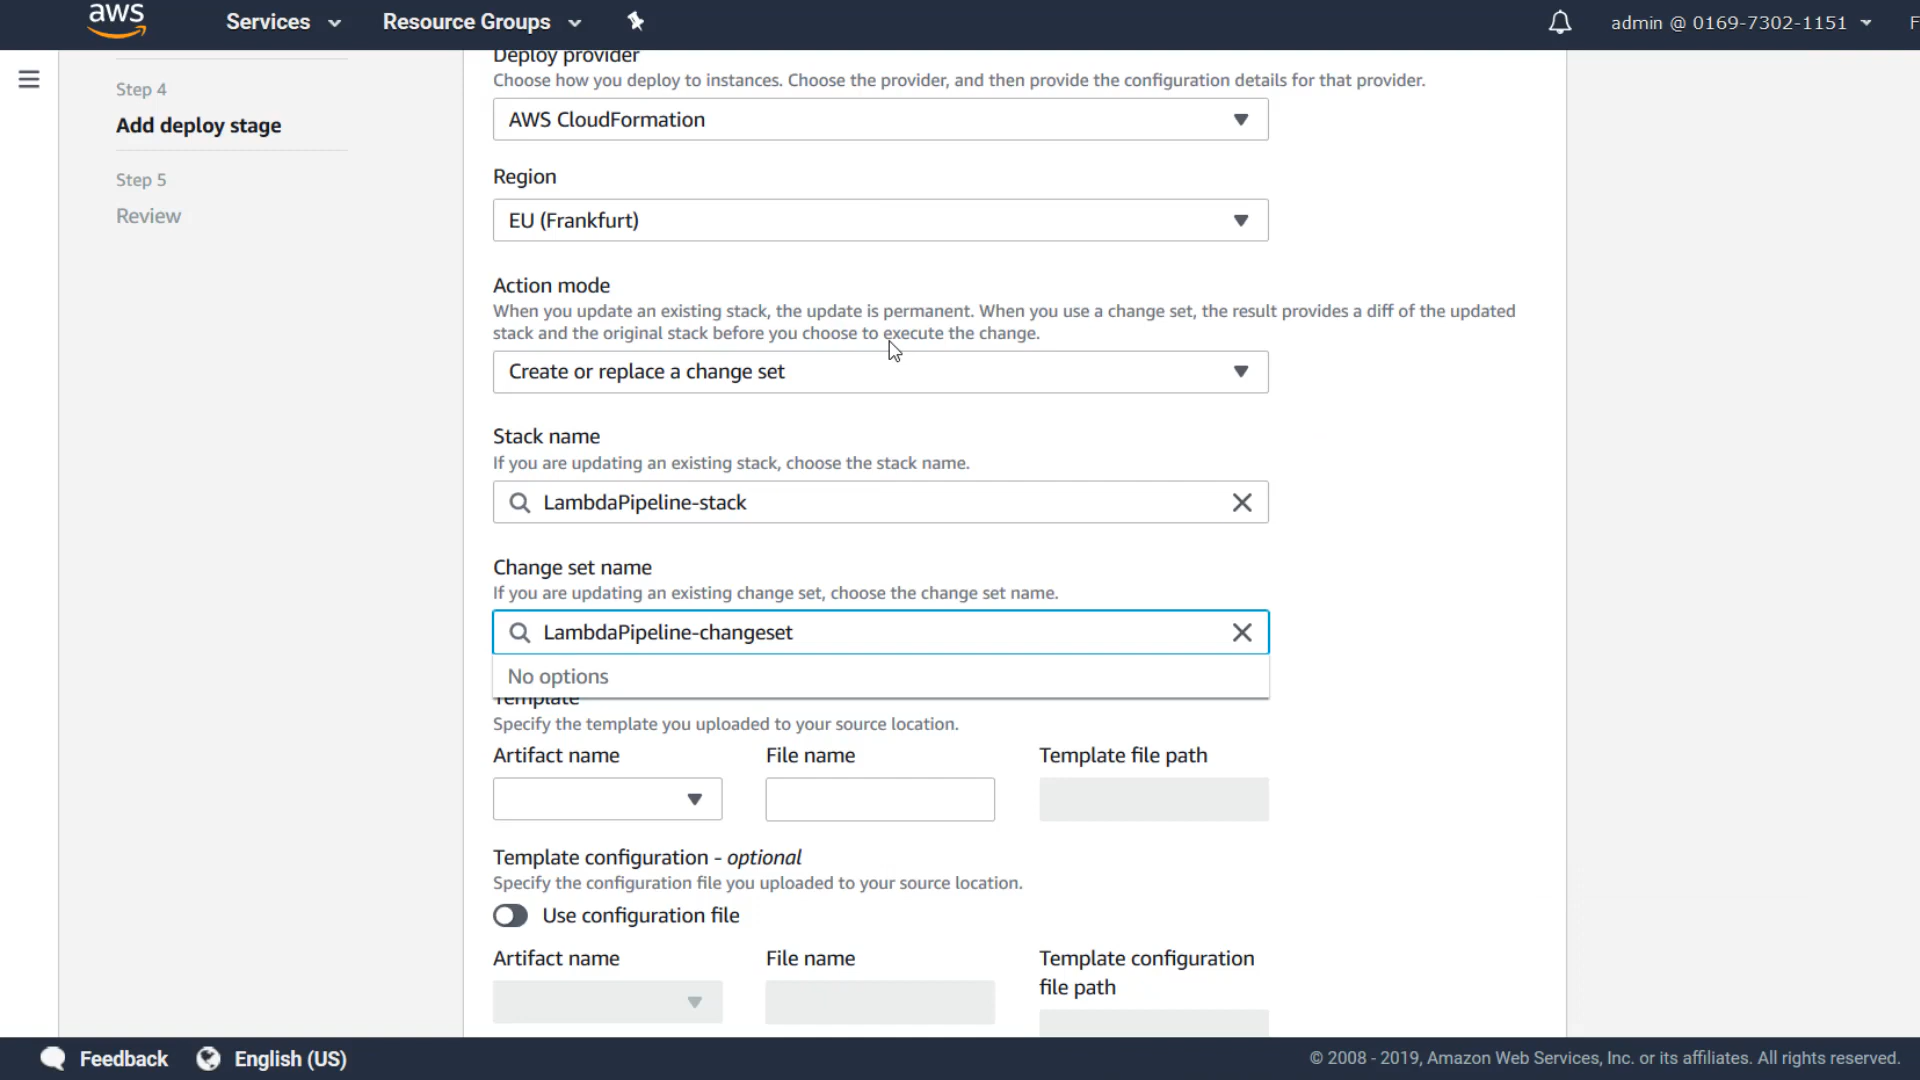 aws
Services
Resource Groups
admin @ 0169-7302-1151
F
Step 4
Add deploy stage
Step 5
Review
Deploy provider
Choose how you deploy to instances. Choose the provider, and then provide the configuration details for that provider.
AWS CloudFormation
Region
EU (Frankfurt)
Action mode
When you update an existing stack, the update is permanent. When you use a change set, the result provides a diff of the updated
stack and the original stack before you choose to execute the change.
Create or replace a change set
Stack name
If you are updating an existing stack, choose the stack name.
LambdaPipeline-stack
Change set name
If you are updating an existing change set, choose the change set name.
LambdaPipeline-changeset
No options
Template
Specify the template you uploaded to your source location.
Artifact name
File name
Template file path
Template configuration - optional
Specify the configuration file you uploaded to your source location.
Use configuration file
Artifact name
File name
Template configuration
file path
Feedback
English (US)
© 2008 - 2019, Amazon Web Services, Inc. or its affiliates. All rights reserved.